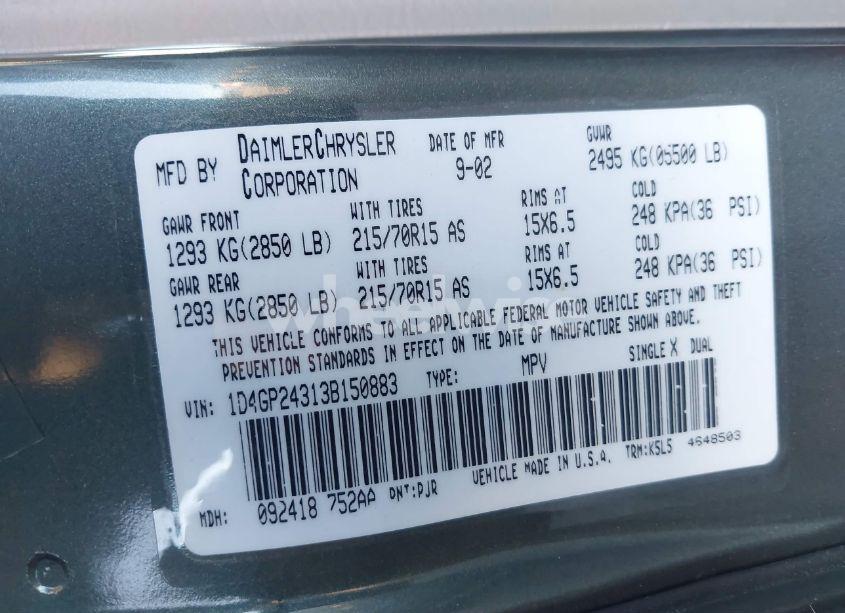 MFD BY DAIMLERCHRYSLER CORPORATION DATE OF MFR 9-02 GVWR 2495 KG(05500 LB)
GAWR FRONT WITH TIRES RIMS AT COLD
1293 KG(2850 LB) 215/70R15 AS 15X6.5 248 KPA(36 PSI)
GAWR REAR WITH TIRES RIMS AT COLD
1293 KG(2850 LB) 215/70R15 AS 15X6.5 248 KPA(36 PSI)
THIS VEHICLE CONFORMS TO ALL APPLICABLE FEDERAL MOTOR VEHICLE SAFETY AND THEFT
PREVENTION STANDARDS IN EFFECT ON THE DATE OF MANUFACTURE SHOWN ABOVE.
VIN: 1D4GP24313B150883 TYPE: MPV SINGLE X DUAL
MDH: 092418 752AA PNT:PJR VEHICLE MADE IN U.S.A. TRM:K5L5 4648503